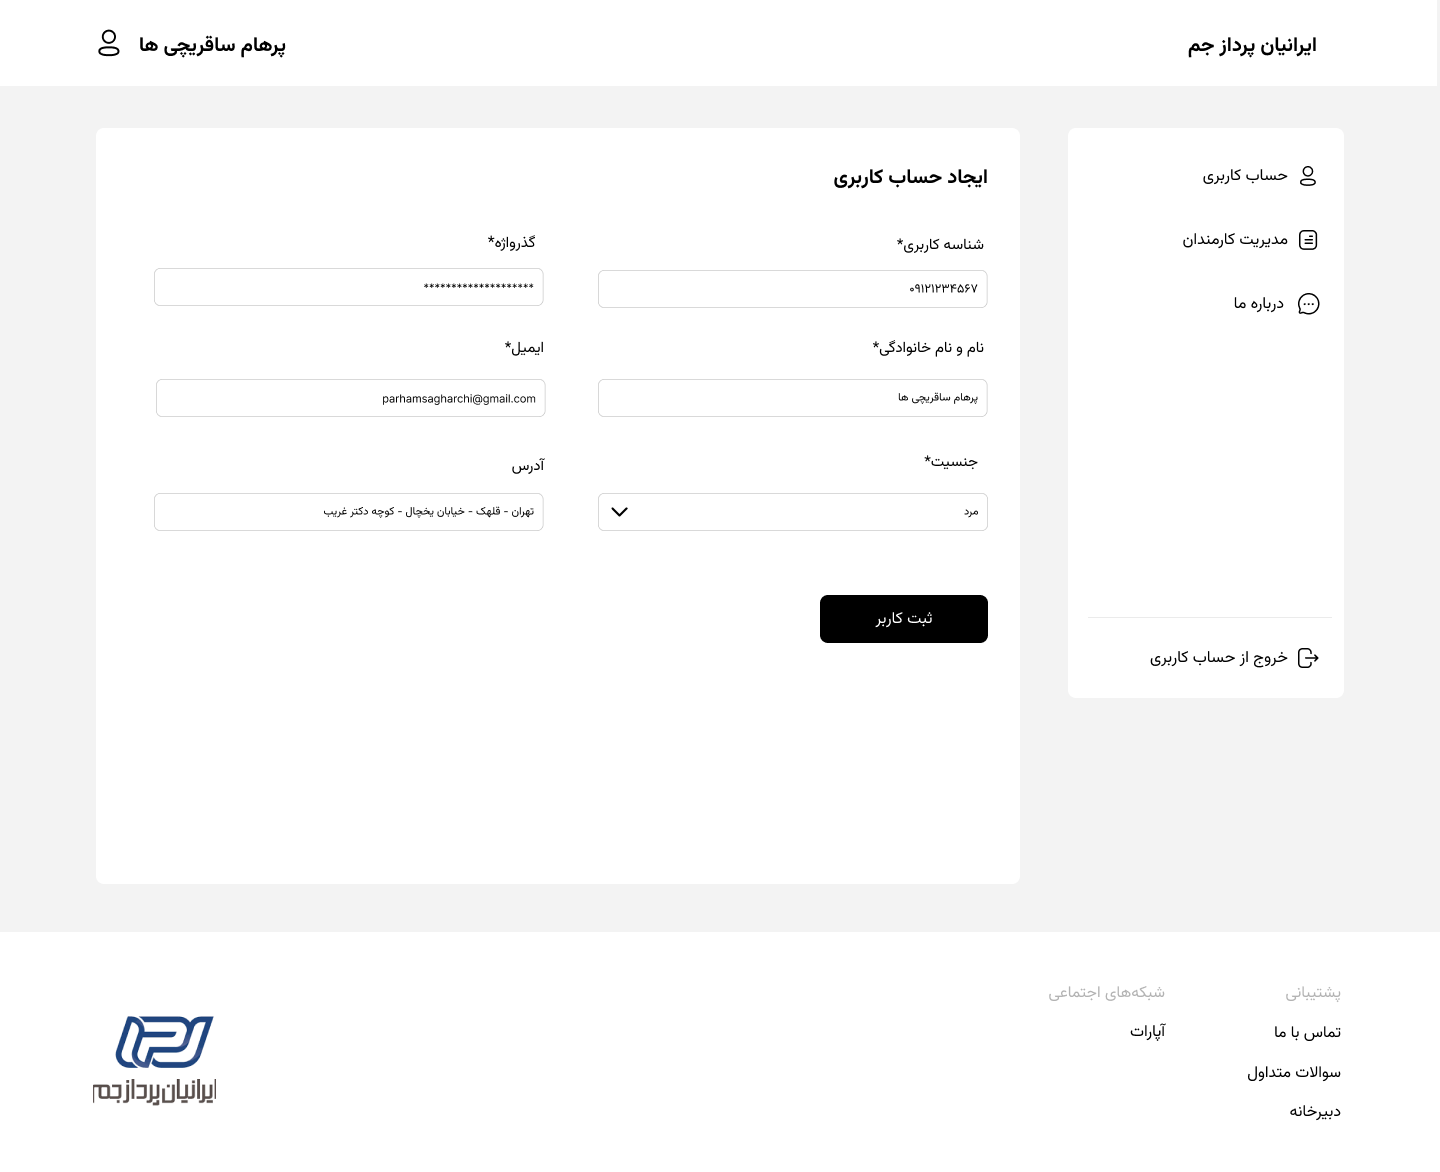 ایرانیان پرداز جم
پرهام ساقریچی ها
حساب کاربری
مدیریت کارمندان
درباره ما
خروج از حساب کاربری
ایجاد حساب کاربری
شناسه کاربری*
گذرواژه*
۰۹۱۲۱۲۳۴۵۶۷
********************
نام و نام خانوادگی*
ایمیل*
پرهام ساقریچی ها
parhamsagharchi@gmail.com
جنسیت*
آدرس
مرد
تهران - قلهک - خیابان یخچال - کوچه دکتر غریب
ثبت کاربر
پشتیبانی
تماس با ما
سوالات متداول
دبیرخانه
شبکه‌های اجتماعی
آپارات
ایرانیان پرداز جم